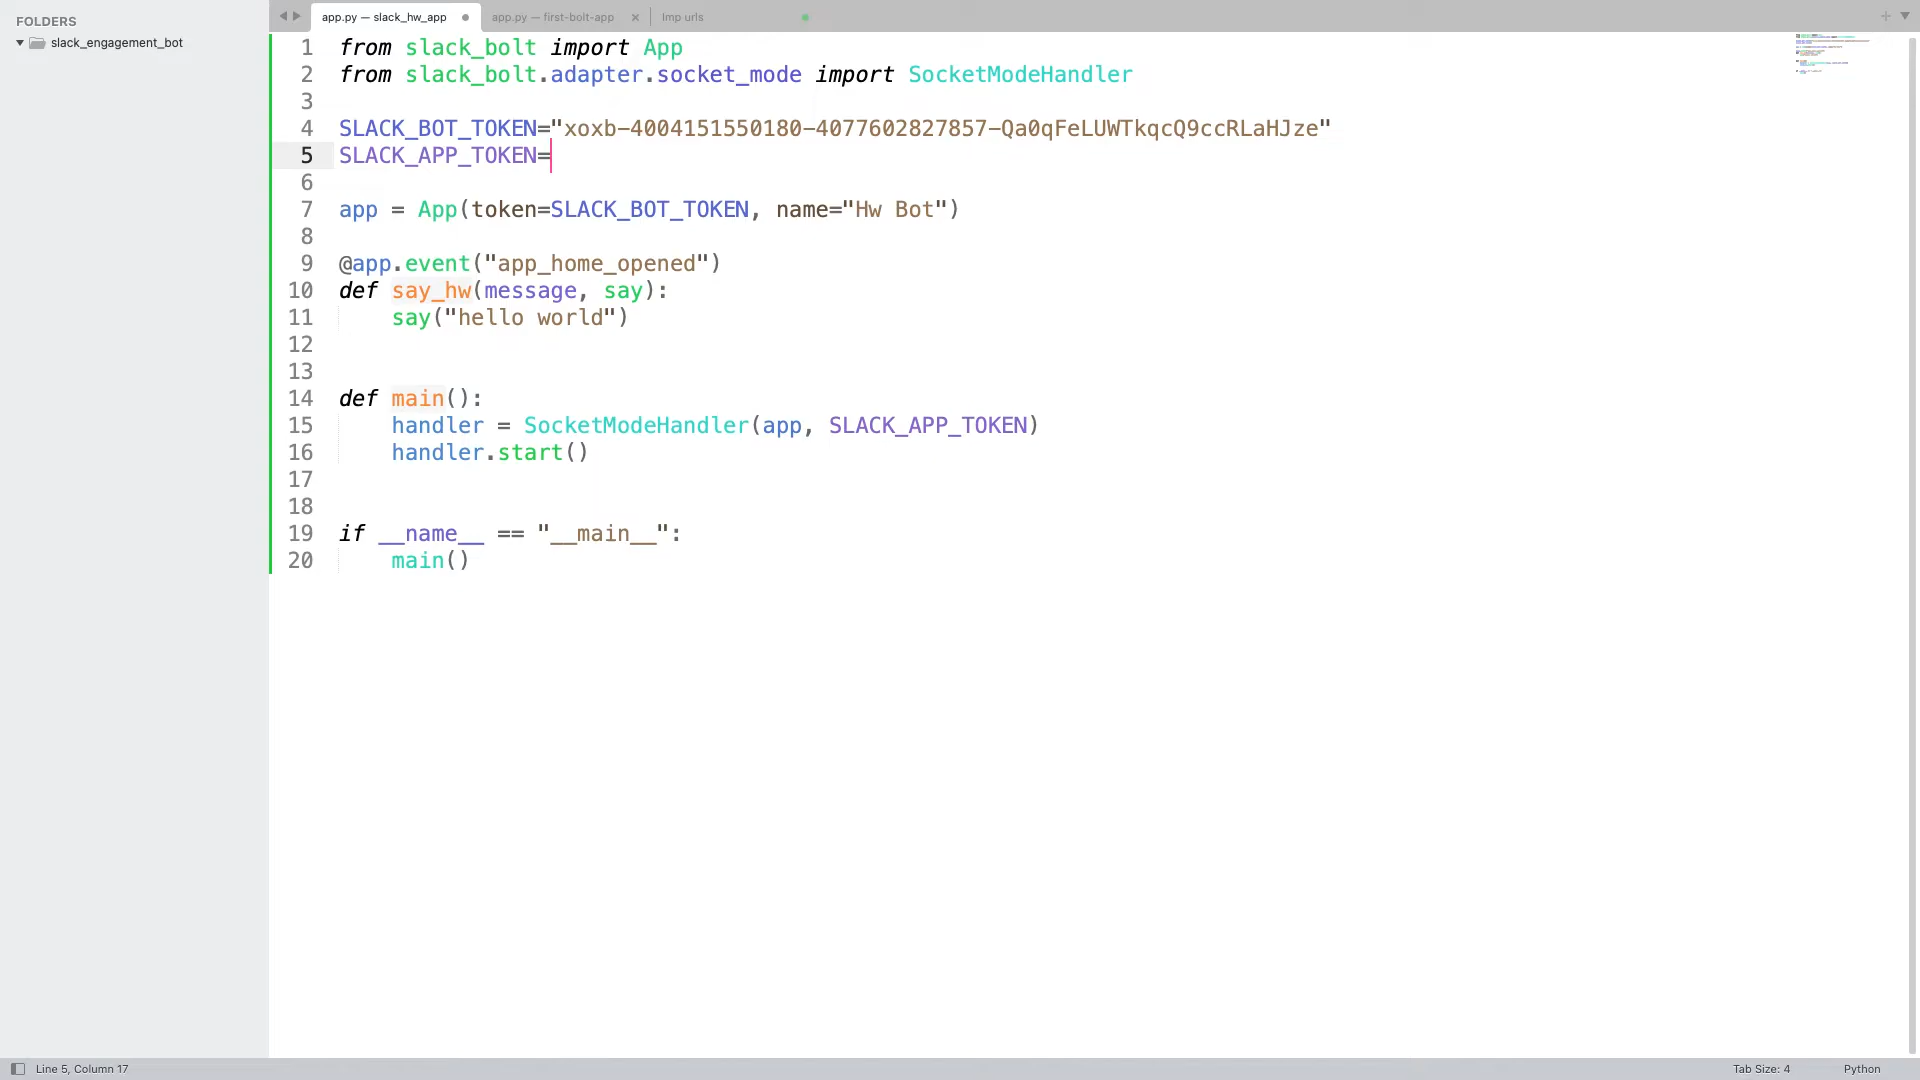 FOLDERS
slack_engagement_bot
app.py — slack_hw_app
app.py — first-bolt-app
Imp urls
1 from slack_bolt import App
2 from slack_bolt.adapter.socket_mode import SocketModeHandler
3
4 SLACK_BOT_TOKEN="xoxb-4004151550180-4077602827857-Qa0qFeLUWTkqcQ9ccRLaHJze"
5 SLACK_APP_TOKEN=
6
7 app = App(token=SLACK_BOT_TOKEN, name="Hw Bot")
8
9 @app.event("app_home_opened")
10 def say_hw(message, say):
11     say("hello world")
12
13
14 def main():
15     handler = SocketModeHandler(app, SLACK_APP_TOKEN)
16     handler.start()
17
18
19 if __name__ == "__main__":
20     main()
Line 5, Column 17
Tab Size: 4
Python